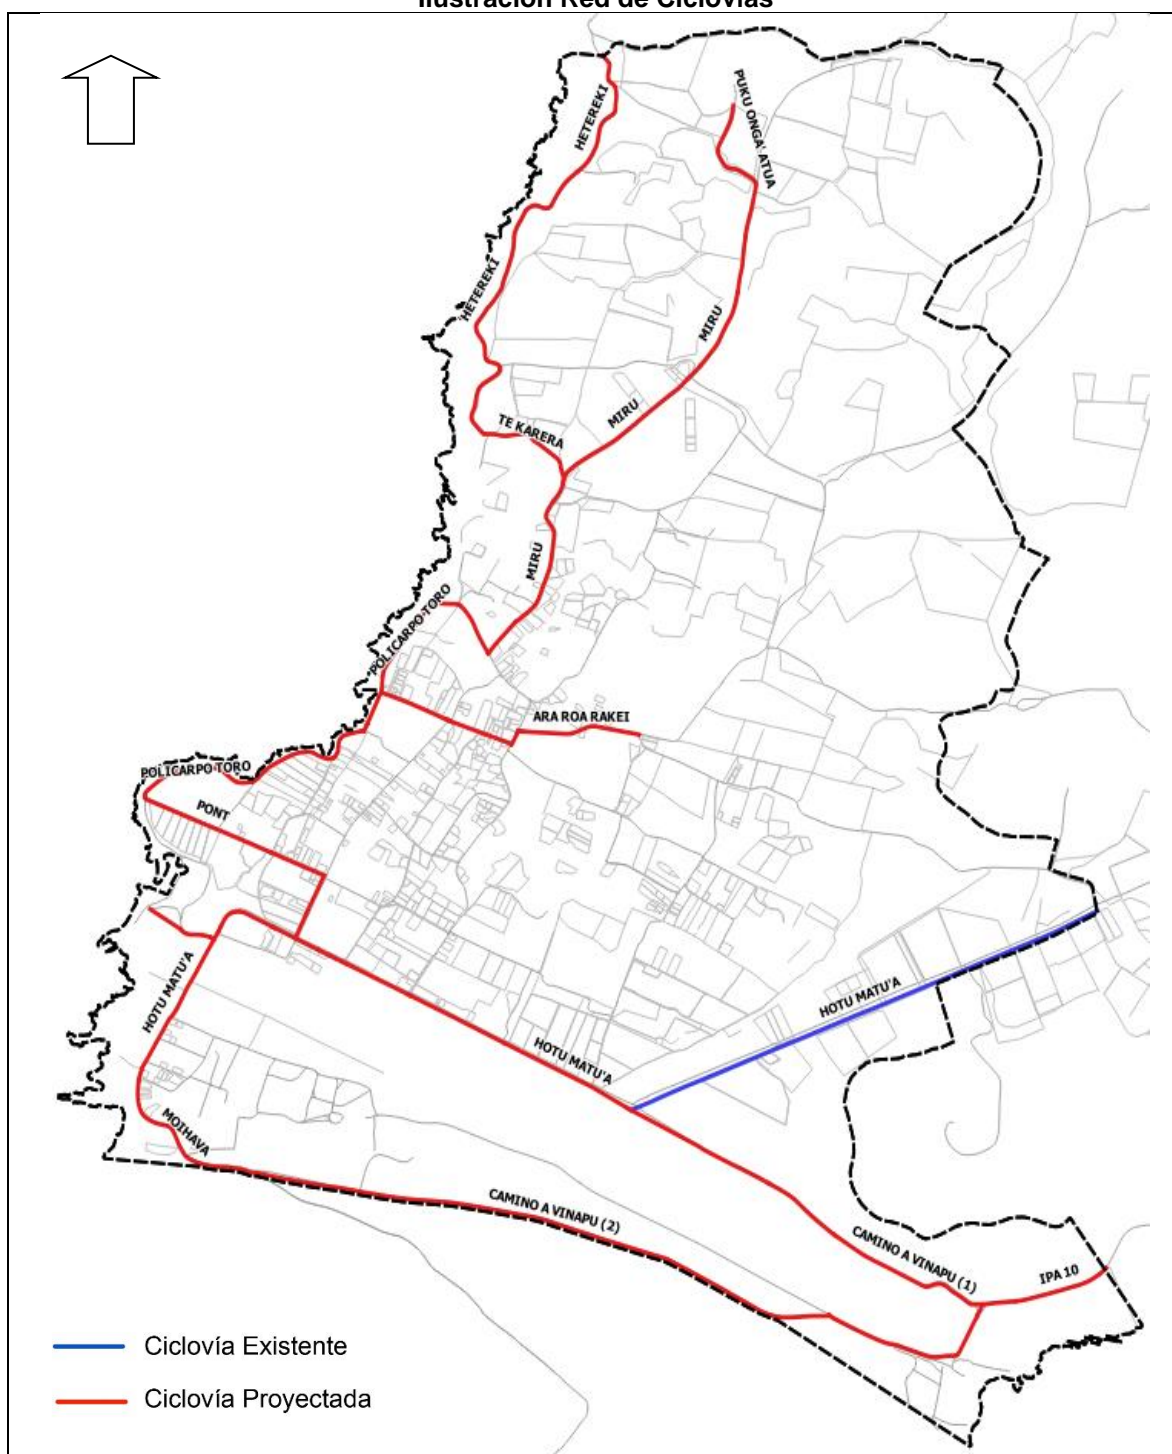 Ilustración Red de Ciclovías
HETEREKI
PUKU ONGA' ATUA
HETEREKI
MIRU
MIRU
TE KARERA
MIRU
POLICARPO TORO
ARA ROA RAKEI
POLICARPO TORO
PONT
HOTU MATU'A
HOTU MATU'A
HOTU MATU'A
MOIHAVA
CAMINO A VINAPU (2)
CAMINO A VINAPU (1)
IPA 10
Ciclovía Existente
Ciclovía Proyectada